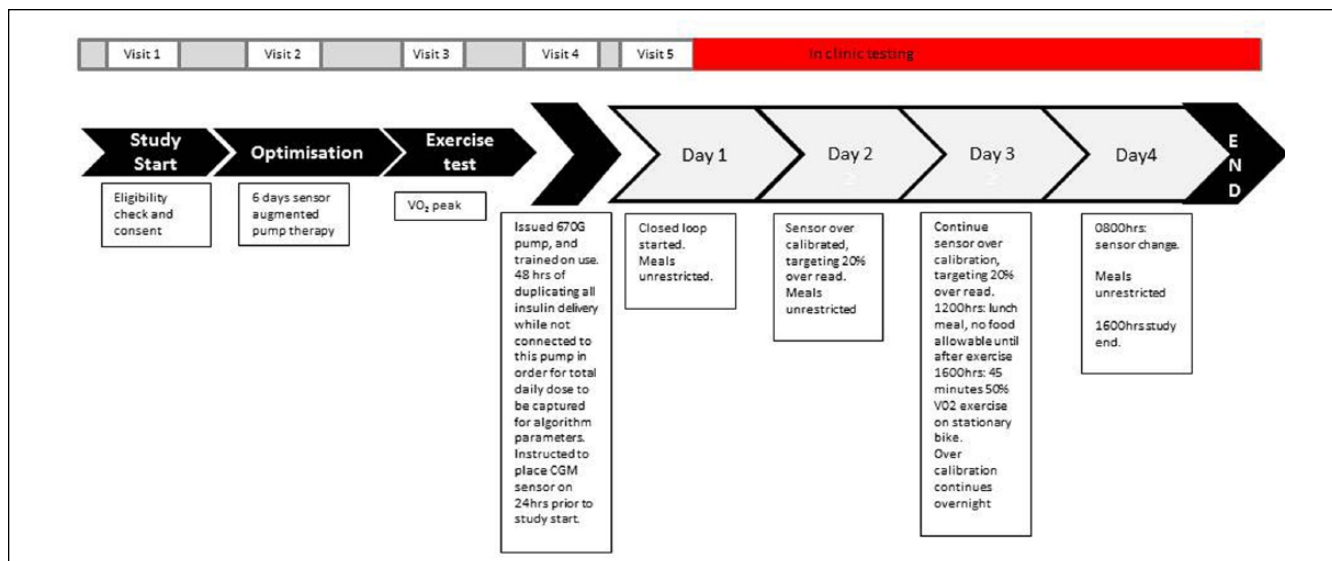 Visit 1
Visit 2
Visit 3
Visit 4
Visit 5
In clinic testing
Study
Start
Optimisation
Exercise
test
Day 1
Day 2
Day 3
Day4
E
N
D
Eligibility
check and
consent
6 days sensor
augmented
pump therapy
VO₂ peak
Issued 670G
pump, and
trained on use.
48 hrs of
duplicating all
insulin delivery
while not
connected to
this pump in
order for total
daily dose to
be captured
for algorithm
parameters.
Instructed to
place CGM
sensor on
24hrs prior to
study start.
Closed loop
started.
Meals
unrestricted.
Sensor over
calibrated,
targeting 20%
over read.
Meals
unrestricted
Continue
sensor over
calibration,
targeting 20%
over read.
1200hrs: lunch
meal, no food
allowable until
after exercise
1600hrs: 45
minutes 50%
V02 exercise
on stationary
bike.
Over
calibration
continues
overnight
0800hrs:
sensor change.
Meals
unrestricted
1600hrs study
end.